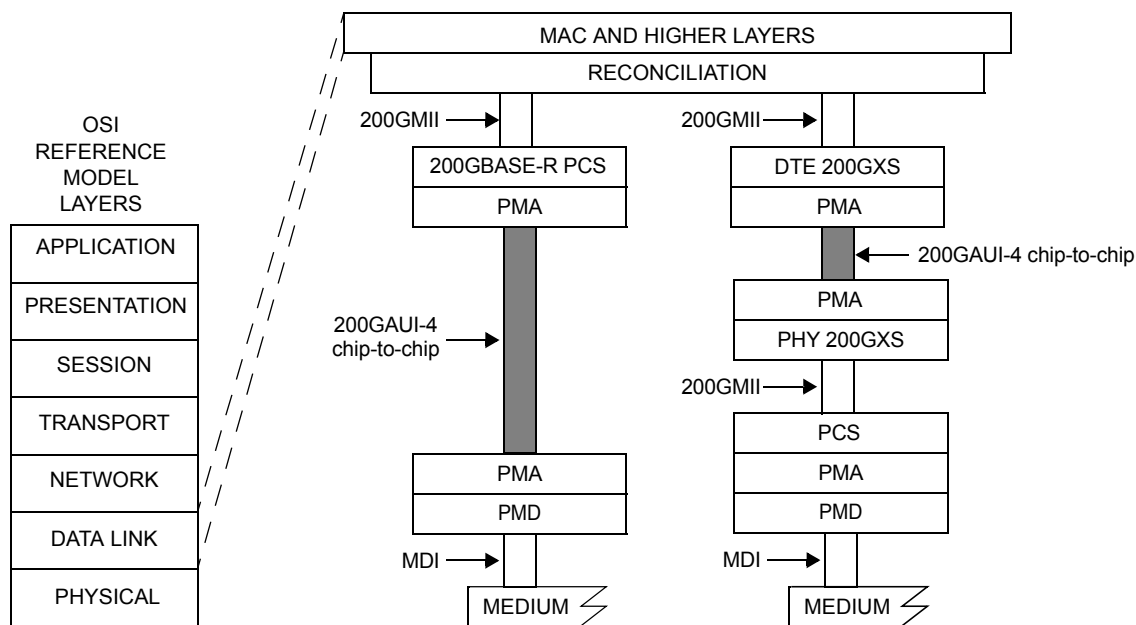 MAC AND HIGHER LAYERS
RECONCILIATION
OSI
REFERENCE
MODEL
LAYERS
APPLICATION
PRESENTATION
SESSION
TRANSPORT
NETWORK
DATA LINK
PHYSICAL
200GMII
200GBASE-R PCS
PMA
200GAUI-4
chip-to-chip
PMA
PMD
MDI
MEDIUM
200GMII
DTE 200GXS
PMA
200GAUI-4 chip-to-chip
PMA
PHY 200GXS
200GMII
PCS
PMA
PMD
MDI
MEDIUM